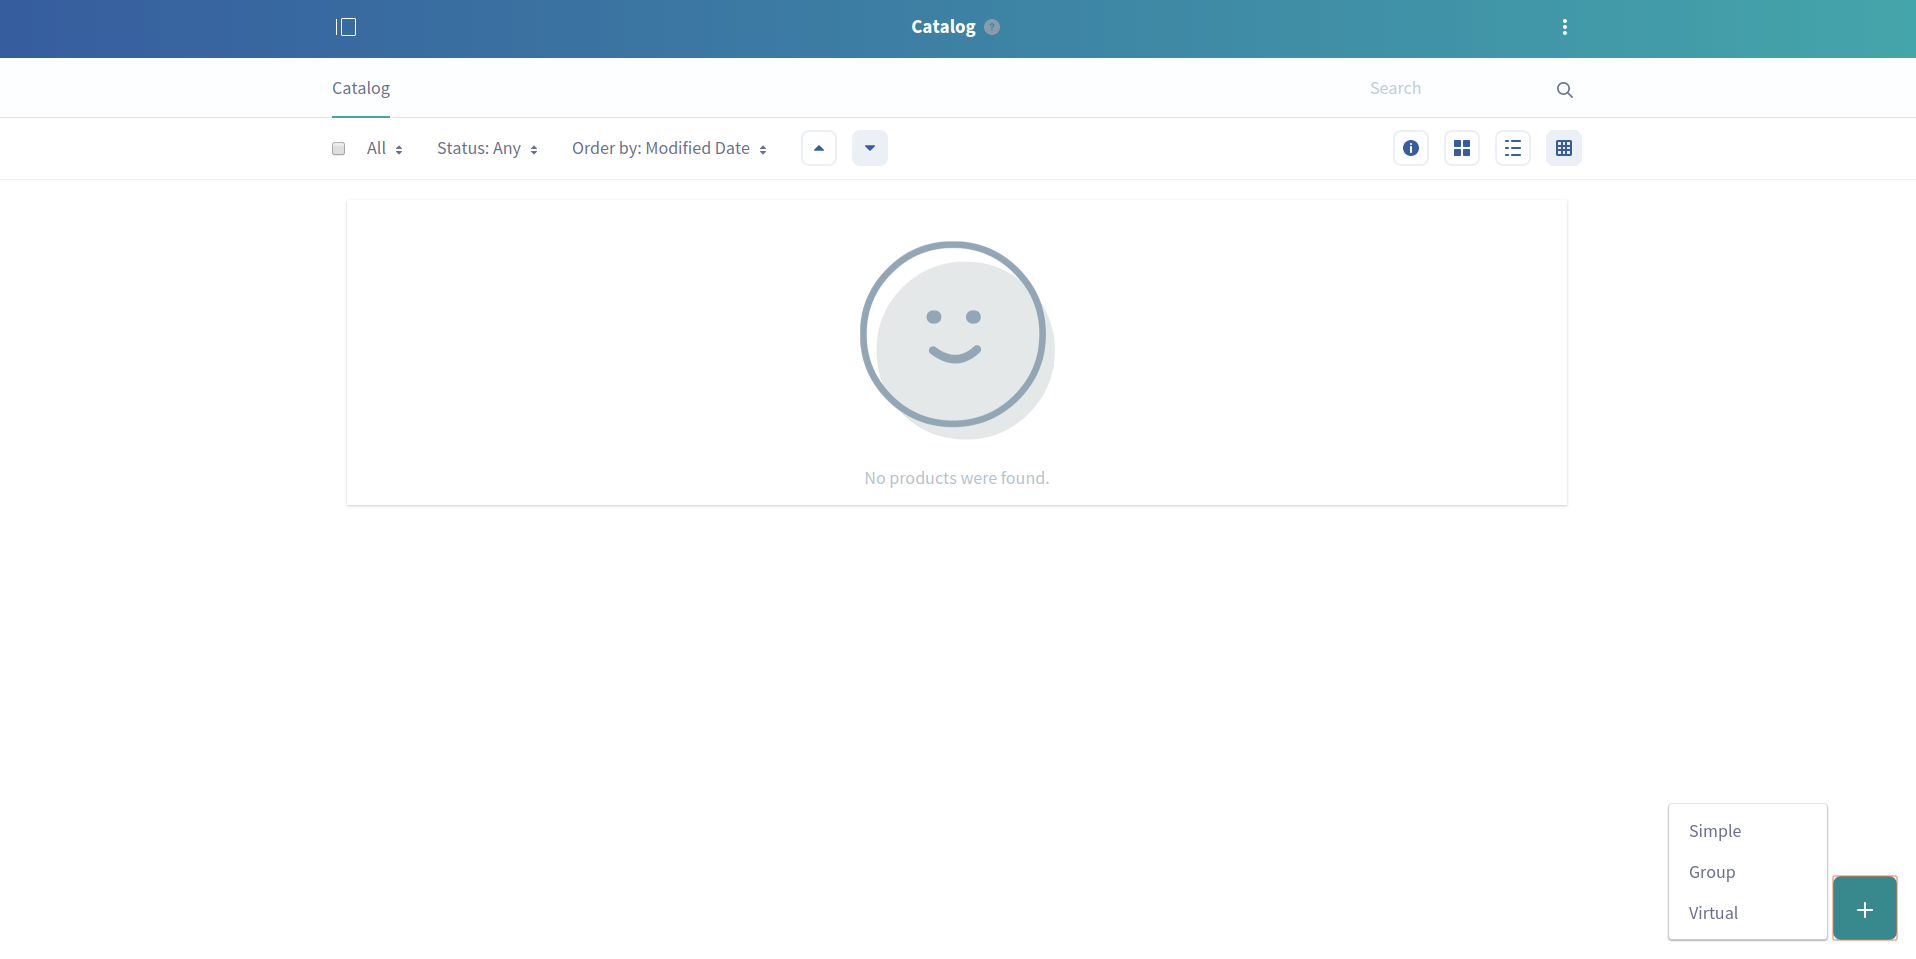 Catalog ?
Catalog
Search
All
Status: Any
Order by: Modified Date
No products were found.
Simple
Group
Virtual